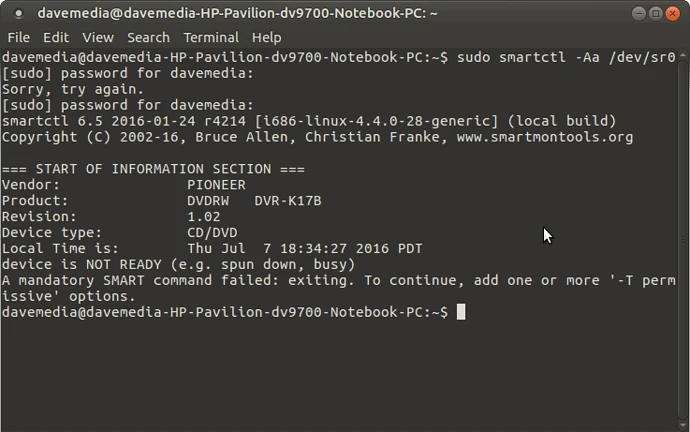 davemedia@davemedia-HP-Pavilion-dv9700-Notebook-PC: ~
File Edit View Search Terminal Help
davemedia@davemedia-HP-Pavilion-dv9700-Notebook-PC:~$ sudo smartctl -Aa /dev/sr0
[sudo] password for davemedia:
Sorry, try again.
[sudo] password for davemedia:
smartctl 6.5 2016-01-24 r4214 [i686-linux-4.4.0-28-generic] (local build)
Copyright (C) 2002-16, Bruce Allen, Christian Franke, www.smartmontools.org

=== START OF INFORMATION SECTION ===
Vendor:               PIONEER
Product:              DVDRW   DVR-K17B
Revision:             1.02
Device type:          CD/DVD
Local Time is:        Thu Jul  7 18:34:27 2016 PDT
device is NOT READY (e.g. spun down, busy)
A mandatory SMART command failed: exiting. To continue, add one or more '-T perm
issive' options.
davemedia@davemedia-HP-Pavilion-dv9700-Notebook-PC:~$